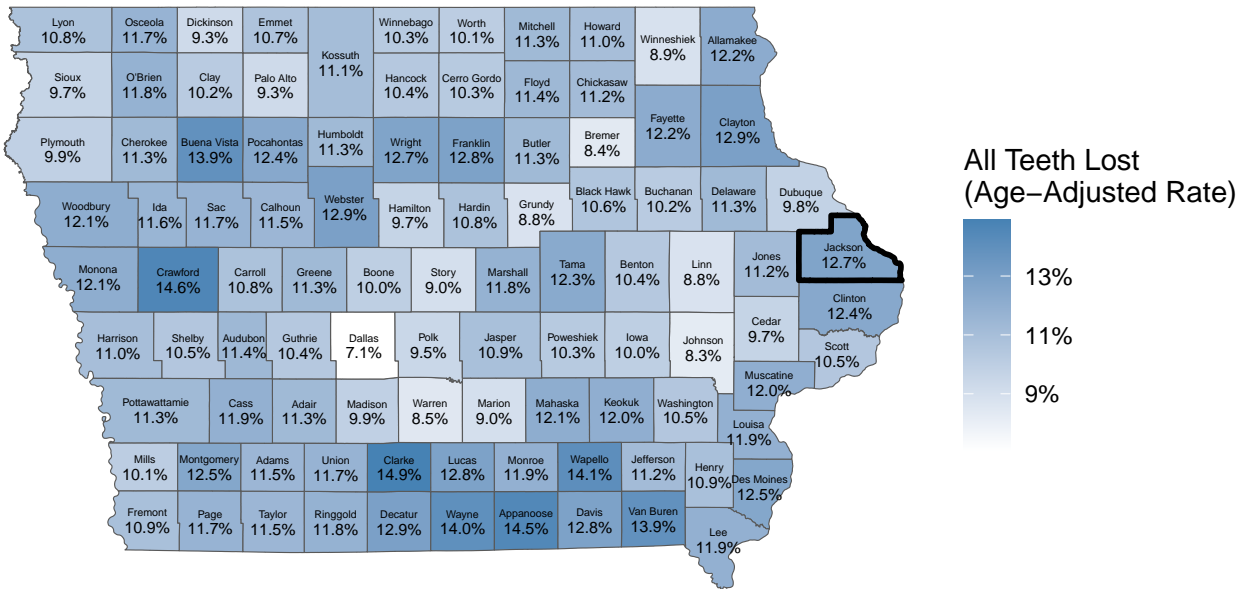 Lyon
10.8%
Osceola
11.7%
Dickinson
9.3%
Emmet
10.7%
Kossuth
11.1%
Winnebago
10.3%
Worth
10.1%
Mitchell
11.3%
Howard
11.0%
Winneshiek
8.9%
Allamakee
12.2%
Sioux
9.7%
O'Brien
11.8%
Clay
10.2%
Palo Alto
9.3%
Hancock
10.4%
Cerro Gordo
10.3%
Floyd
11.4%
Chickasaw
11.2%
Fayette
12.2%
Clayton
12.9%
Plymouth
9.9%
Cherokee
11.3%
Buena Vista
13.9%
Pocahontas
12.4%
Humboldt
11.3%
Wright
12.7%
Franklin
12.8%
Butler
11.3%
Bremer
8.4%
Woodbury
12.1%
Ida
11.6%
Sac
11.7%
Calhoun
11.5%
Webster
12.9%
Hamilton
9.7%
Hardin
10.8%
Grundy
8.8%
Black Hawk
10.6%
Buchanan
10.2%
Delaware
11.3%
Dubuque
9.8%
Monona
12.1%
Crawford
14.6%
Carroll
10.8%
Greene
11.3%
Boone
10.0%
Story
9.0%
Marshall
11.8%
Tama
12.3%
Benton
10.4%
Linn
8.8%
Jones
11.2%
Jackson
12.7%
Clinton
12.4%
Harrison
11.0%
Shelby
10.5%
Audubon
11.4%
Guthrie
10.4%
Dallas
7.1%
Polk
9.5%
Jasper
10.9%
Poweshiek
10.3%
Iowa
10.0%
Johnson
8.3%
Cedar
9.7%
Scott
10.5%
Muscatine
12.0%
Pottawattamie
11.3%
Cass
11.9%
Adair
11.3%
Madison
9.9%
Warren
8.5%
Marion
9.0%
Mahaska
12.1%
Keokuk
12.0%
Washington
10.5%
Louisa
11.9%
Mills
10.1%
Montgomery
12.5%
Adams
11.5%
Union
11.7%
Clarke
14.9%
Lucas
12.8%
Monroe
11.9%
Wapello
14.1%
Jefferson
11.2%
Henry
10.9%
Des Moines
12.5%
Fremont
10.9%
Page
11.7%
Taylor
11.5%
Ringgold
11.8%
Decatur
12.9%
Wayne
14.0%
Appanoose
14.5%
Davis
12.8%
Van Buren
13.9%
Lee
11.9%
All Teeth Lost
(Age−Adjusted Rate)
13%
11%
9%